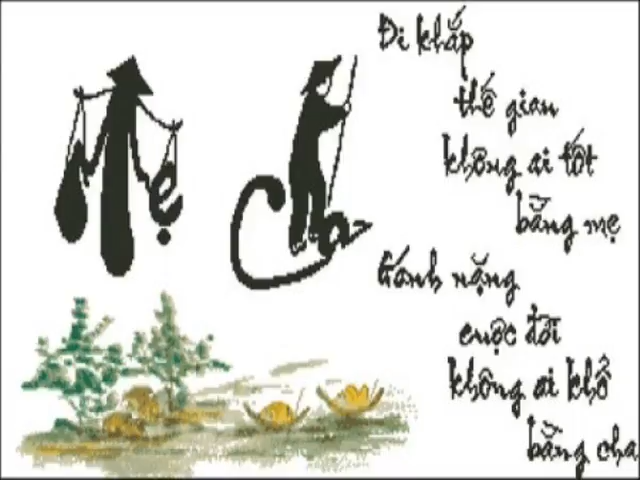 Mẹ Cha
Đi khắp
thế gian
không ai tốt
bằng mẹ
Gánh nặng
cuộc đời
không ai khổ
bằng cha